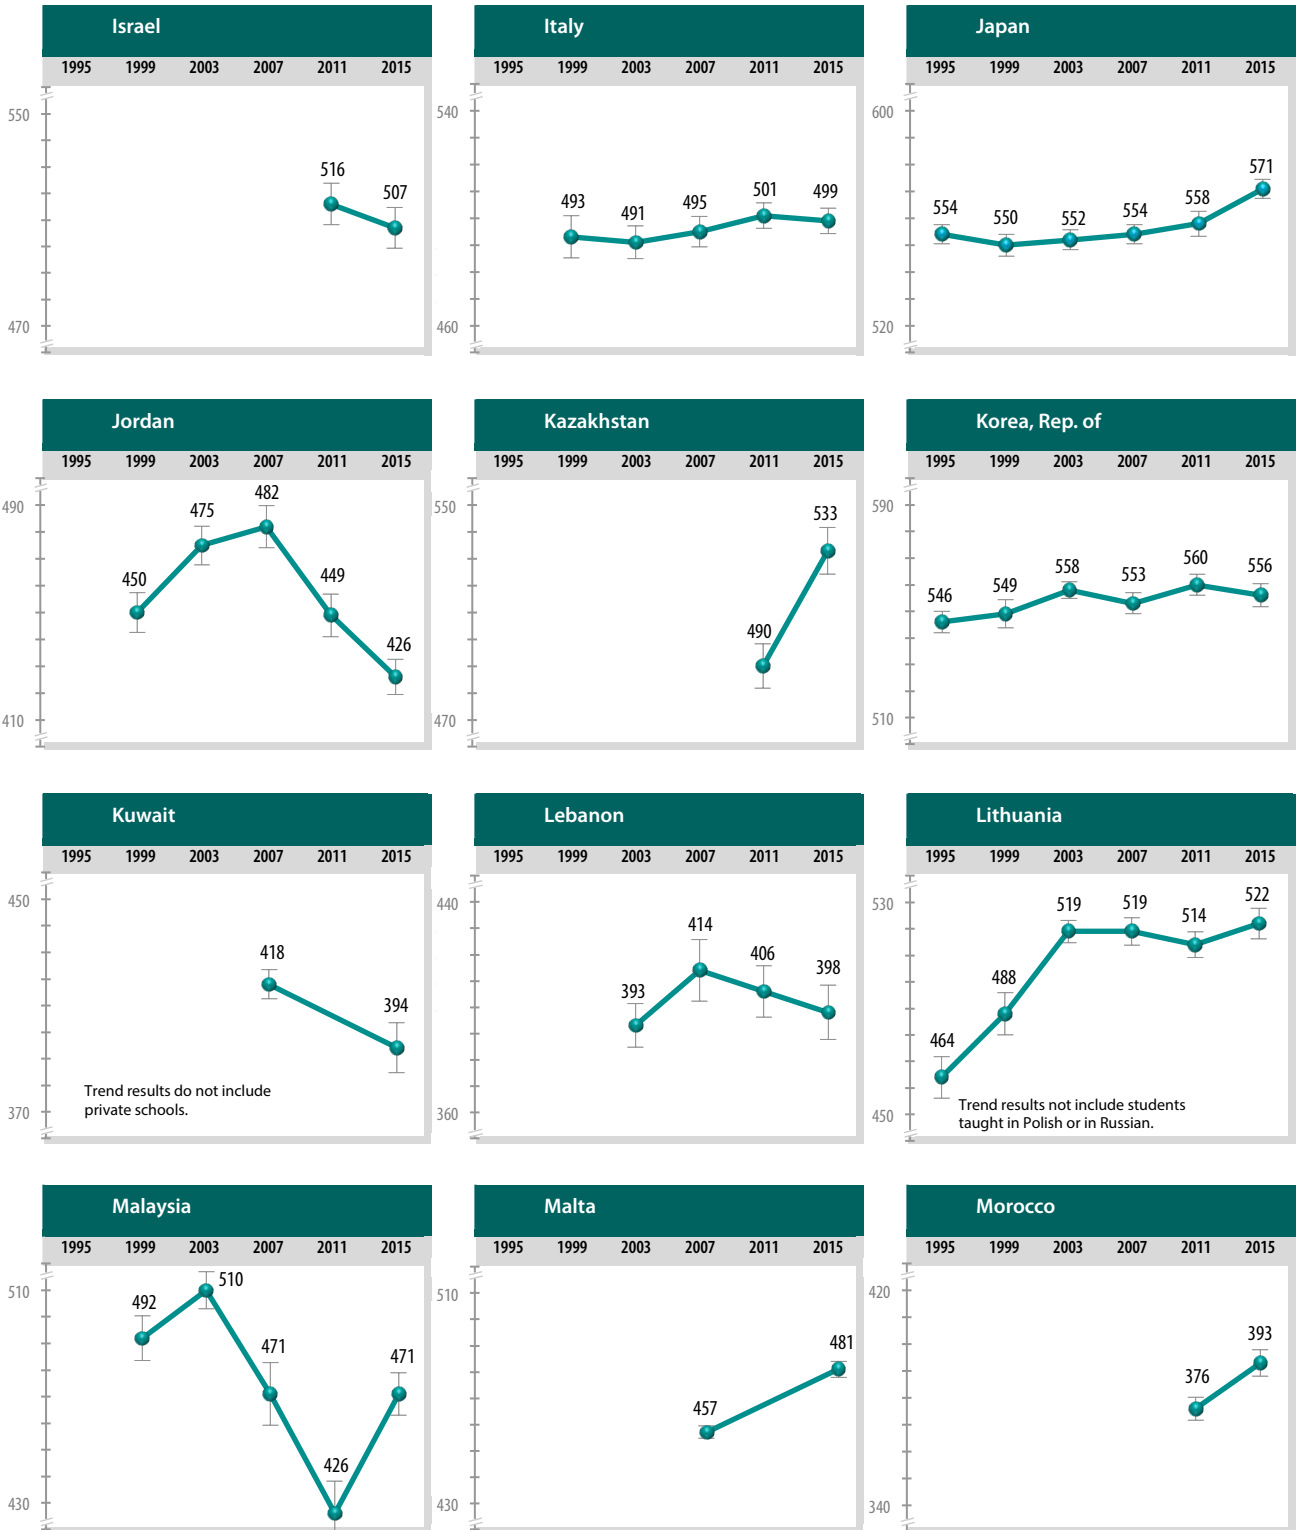 Israel
1995 1999 2003 2007 2011 2015
550
516
507
470
Italy
1995 1999 2003 2007 2011 2015
540
493
491
495
501
499
460
Japan
1995 1999 2003 2007 2011 2015
600
554
550
552
554
558
571
520
Jordan
1995 1999 2003 2007 2011 2015
490
450
475
482
449
426
410
Kazakhstan
1995 1999 2003 2007 2011 2015
550
490
533
470
Korea, Rep. of
1995 1999 2003 2007 2011 2015
590
546
549
558
553
560
556
510
Kuwait
1995 1999 2003 2007 2011 2015
450
418
394
Trend results do not include
private schools.
370
Lebanon
1995 1999 2003 2007 2011 2015
440
393
414
406
398
360
Lithuania
1995 1999 2003 2007 2011 2015
530
464
488
519
519
514
522
Trend results not include students
taught in Polish or in Russian.
450
Malaysia
1995 1999 2003 2007 2011 2015
510
492
510
471
426
471
430
Malta
1995 1999 2003 2007 2011 2015
510
457
481
430
Morocco
1995 1999 2003 2007 2011 2015
420
376
393
340